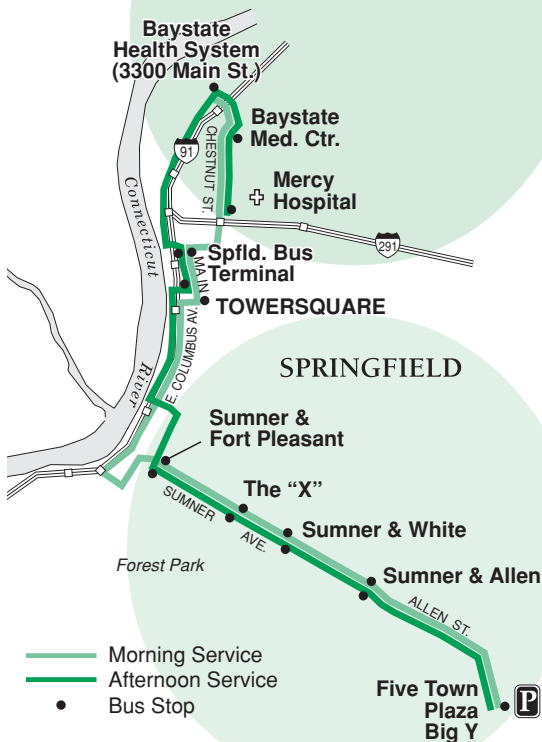 Baystate
Health System
(3300 Main St.)
Baystate
Med. Ctr.
91
CHESTNUT ST.
Mercy
Hospital
Connecticut
River
291
Spfld. Bus
Terminal
MAIN
TOWERSQUARE
E. COLUMBUS AV.
SPRINGFIELD
Sumner &
Fort Pleasant
The “X”
SUMNER AVE.
Sumner & White
Forest Park
Sumner & Allen
ALLEN ST.
Morning Service
Afternoon Service
Bus Stop
Five Town
Plaza
Big Y
P